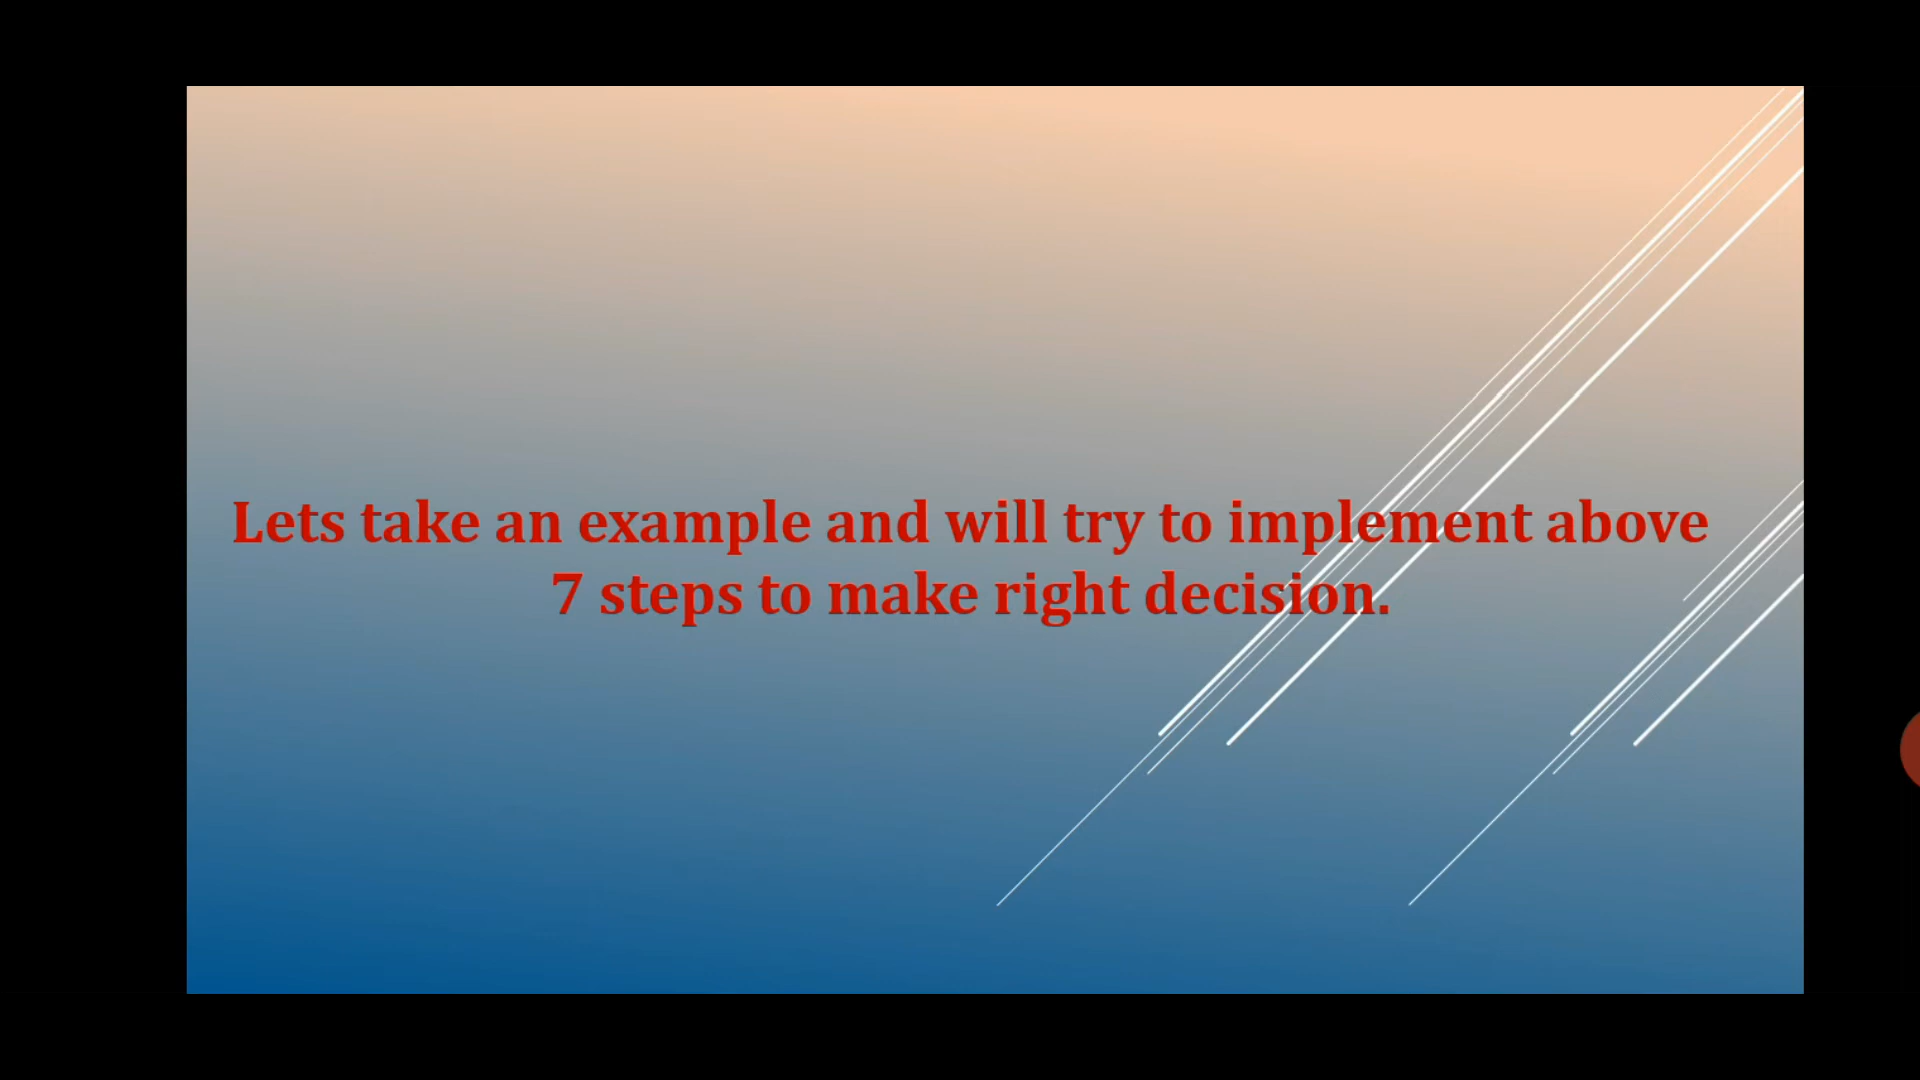 Lets take an example and will try to implement above
7 steps to make right decision.